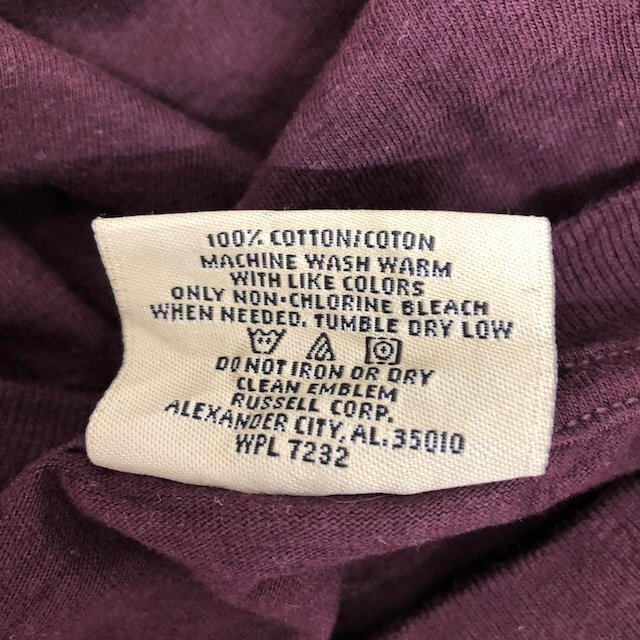 100% COTTON/COTON
MACHINE WASH WARM
WITH LIKE COLORS
ONLY NON-CHLORINE BLEACH
WHEN NEEDED. TUMBLE DRY LOW
DO NOT IRON OR DRY
CLEAN EMBLEM
RUSSELL CORP.
ALEXANDER CITY, AL. 35010
WPL 7232